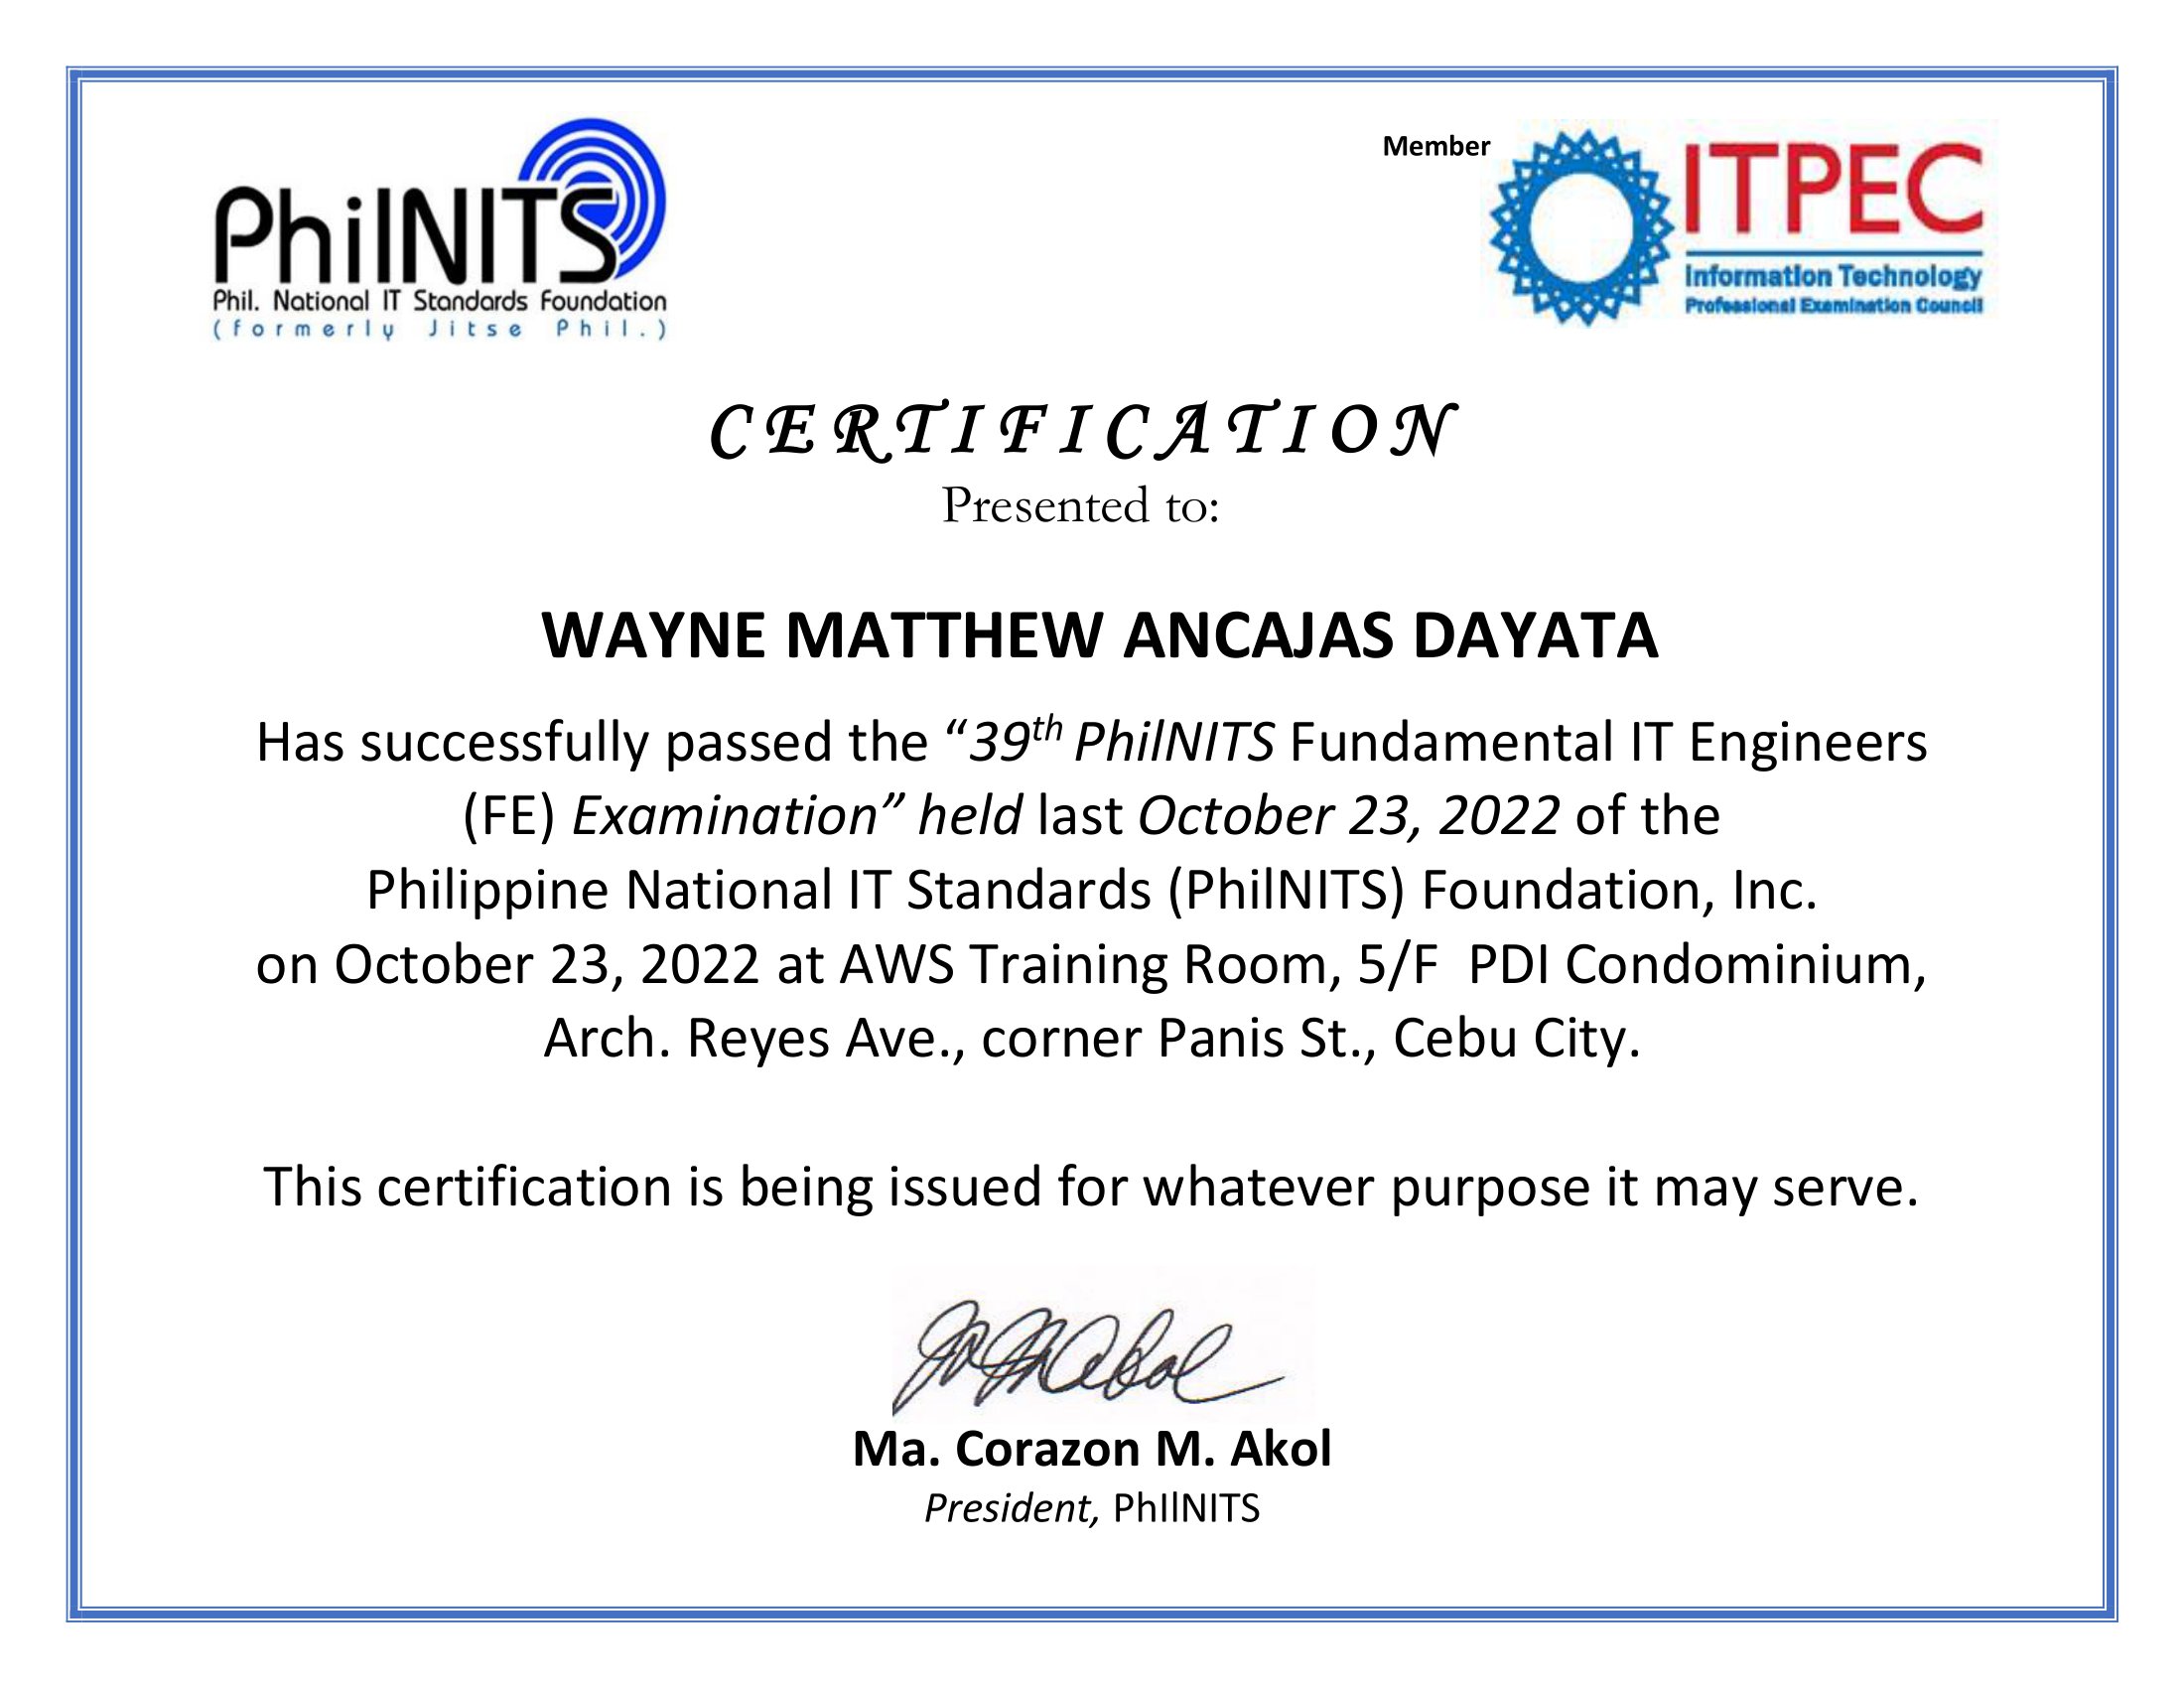 PhilNITS
Phil. National IT Standards Foundation
(formerly Jitse Phil.)
Member
ITPEC
Information Technology
Professional Examination Council
CERTIFICATION
Presented to:
WAYNE MATTHEW ANCAJAS DAYATA
Has successfully passed the “39th PhilNITS Fundamental IT Engineers
(FE) Examination” held last October 23, 2022 of the
Philippine National IT Standards (PhilNITS) Foundation, Inc.
on October 23, 2022 at AWS Training Room, 5/F PDI Condominium,
Arch. Reyes Ave., corner Panis St., Cebu City.
This certification is being issued for whatever purpose it may serve.
Ma. Corazon M. Akol
President, PhIlNITS